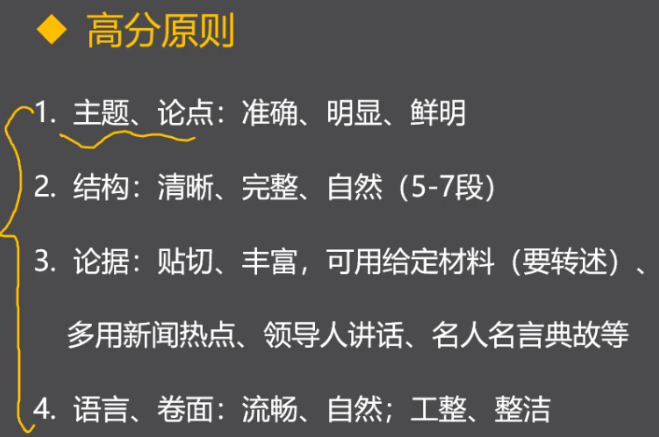 ◆ 高分原则
1. 主题、论点：准确、明显、鲜明
2. 结构：清晰、完整、自然（5-7段）
3. 论据：贴切、丰富，可用给定材料（要转述）、
多用新闻热点、领导人讲话、名人名言典故等
4. 语言、卷面：流畅、自然；工整、整洁